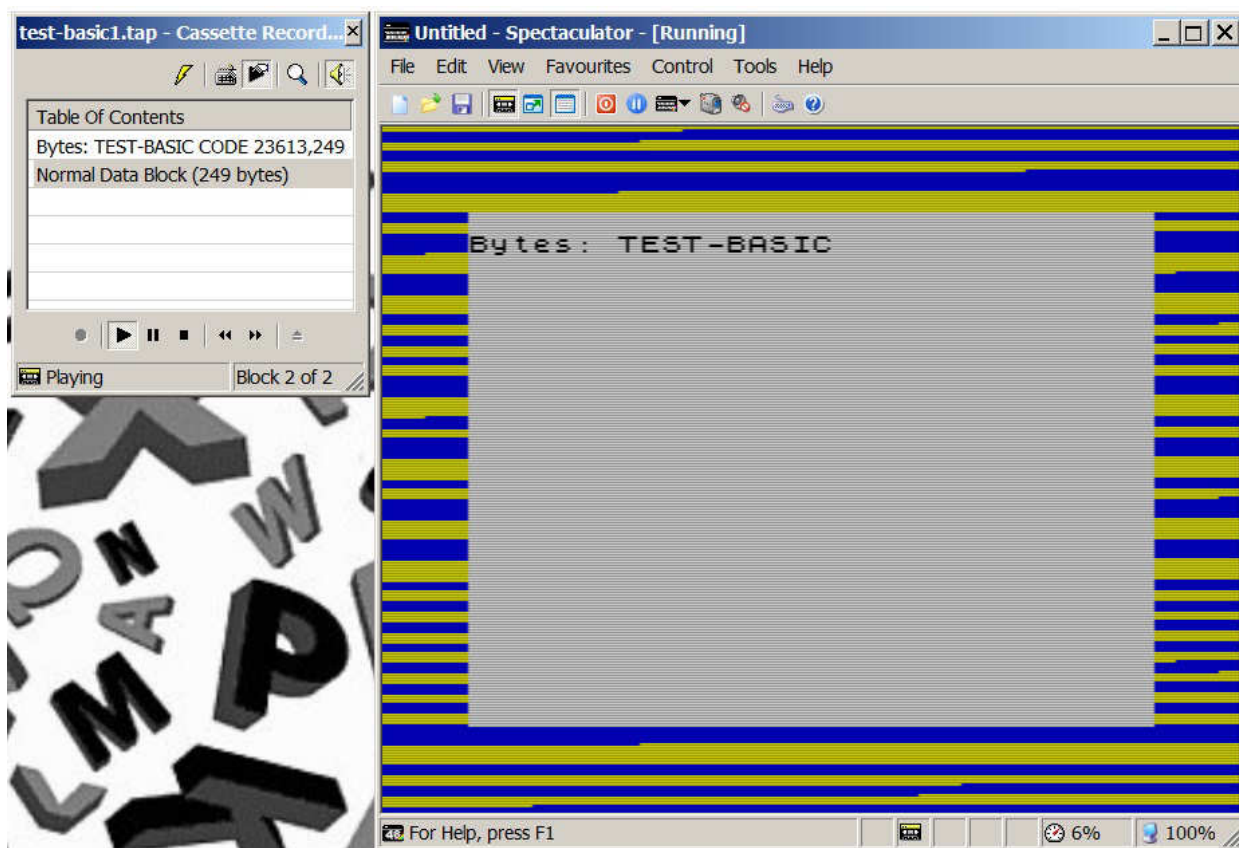 test-basic1.tap - Cassette Record...
Table Of Contents
Bytes: TEST-BASIC CODE 23613,249
Normal Data Block (249 bytes)
Playing
Block 2 of 2
Untitled - Spectaculator - [Running]
File Edit View Favourites Control Tools Help
Bytes: TEST-BASIC
For Help, press F1
6%
100%
X
W
O
N
A
P
M
L